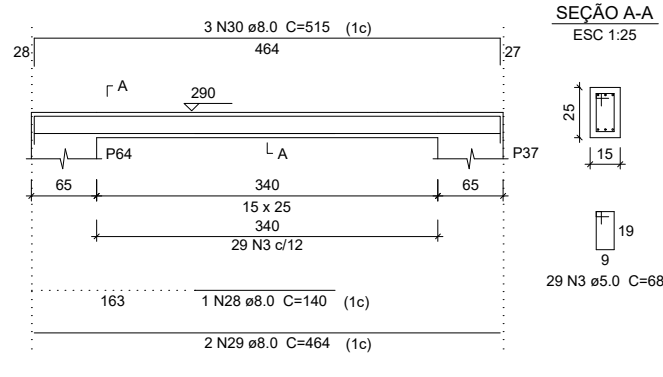 SEÇÃO A-A
ESC 1:25
3 N30 ø8.0 C=515 (1c)
28
464
27
A
290
A
P64
P37
65
340
65
15 x 25
340
29 N3 c/12
163
1 N28 ø8.0 C=140 (1c)
2 N29 ø8.0 C=464 (1c)
25
15
19
9
29 N3 ø5.0 C=68